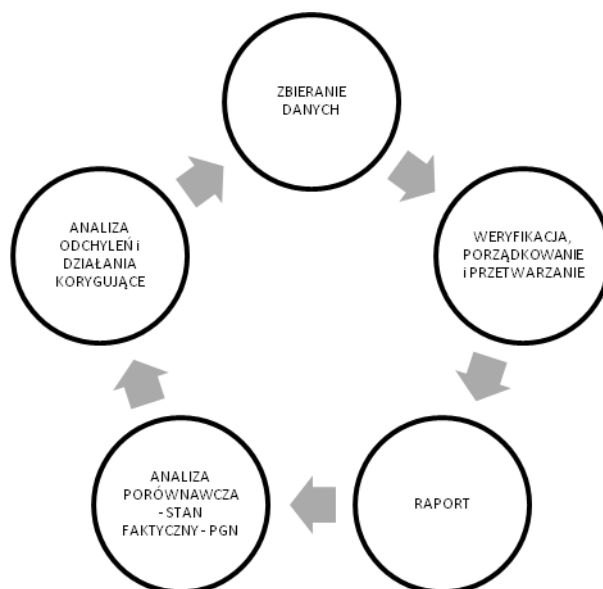 ZBIERANIE
DANYCH
WERYFIKACJA,
PORZĄDKOWANIE
i PRZETWARZANIE
RAPORT
ANALIZA
PORÓWNAWCZA
- STAN
FAKTYCZNY - PGN
ANALIZA
ODCHYLEŃ i
DZIAŁANIA
KORYGUJĄCE